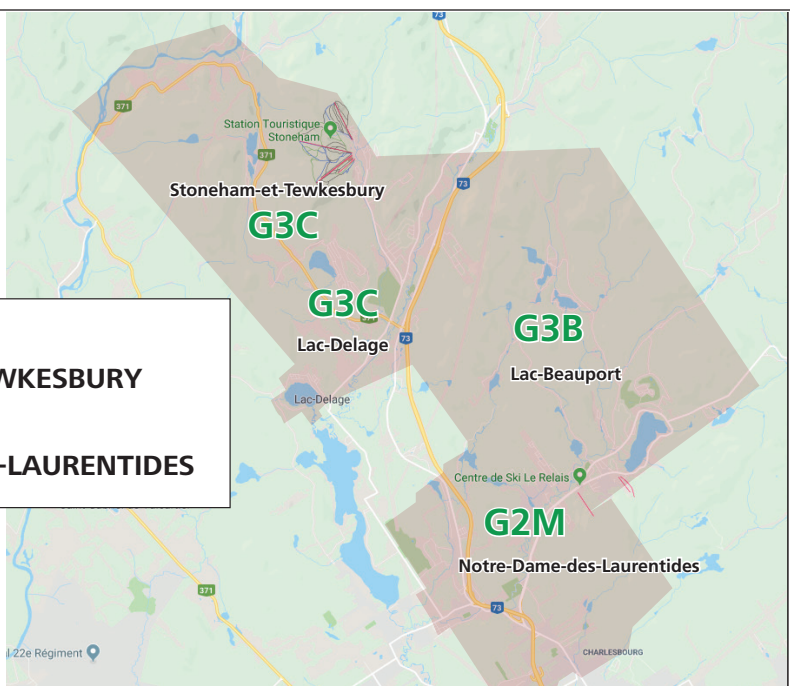 73
371
Station Touristique
Stoneham
371
73
Stoneham-et-Tewkesbury
G3C
G3C
G3B
73
Lac-Delage
Lac-Beauport
WKESBURY
Lac-Delage
-LAURENTIDES
Centre de Ski Le Relais
G2M
Notre-Dame-des-Laurentides
371
73
22e Régiment
CHARLESBOURG